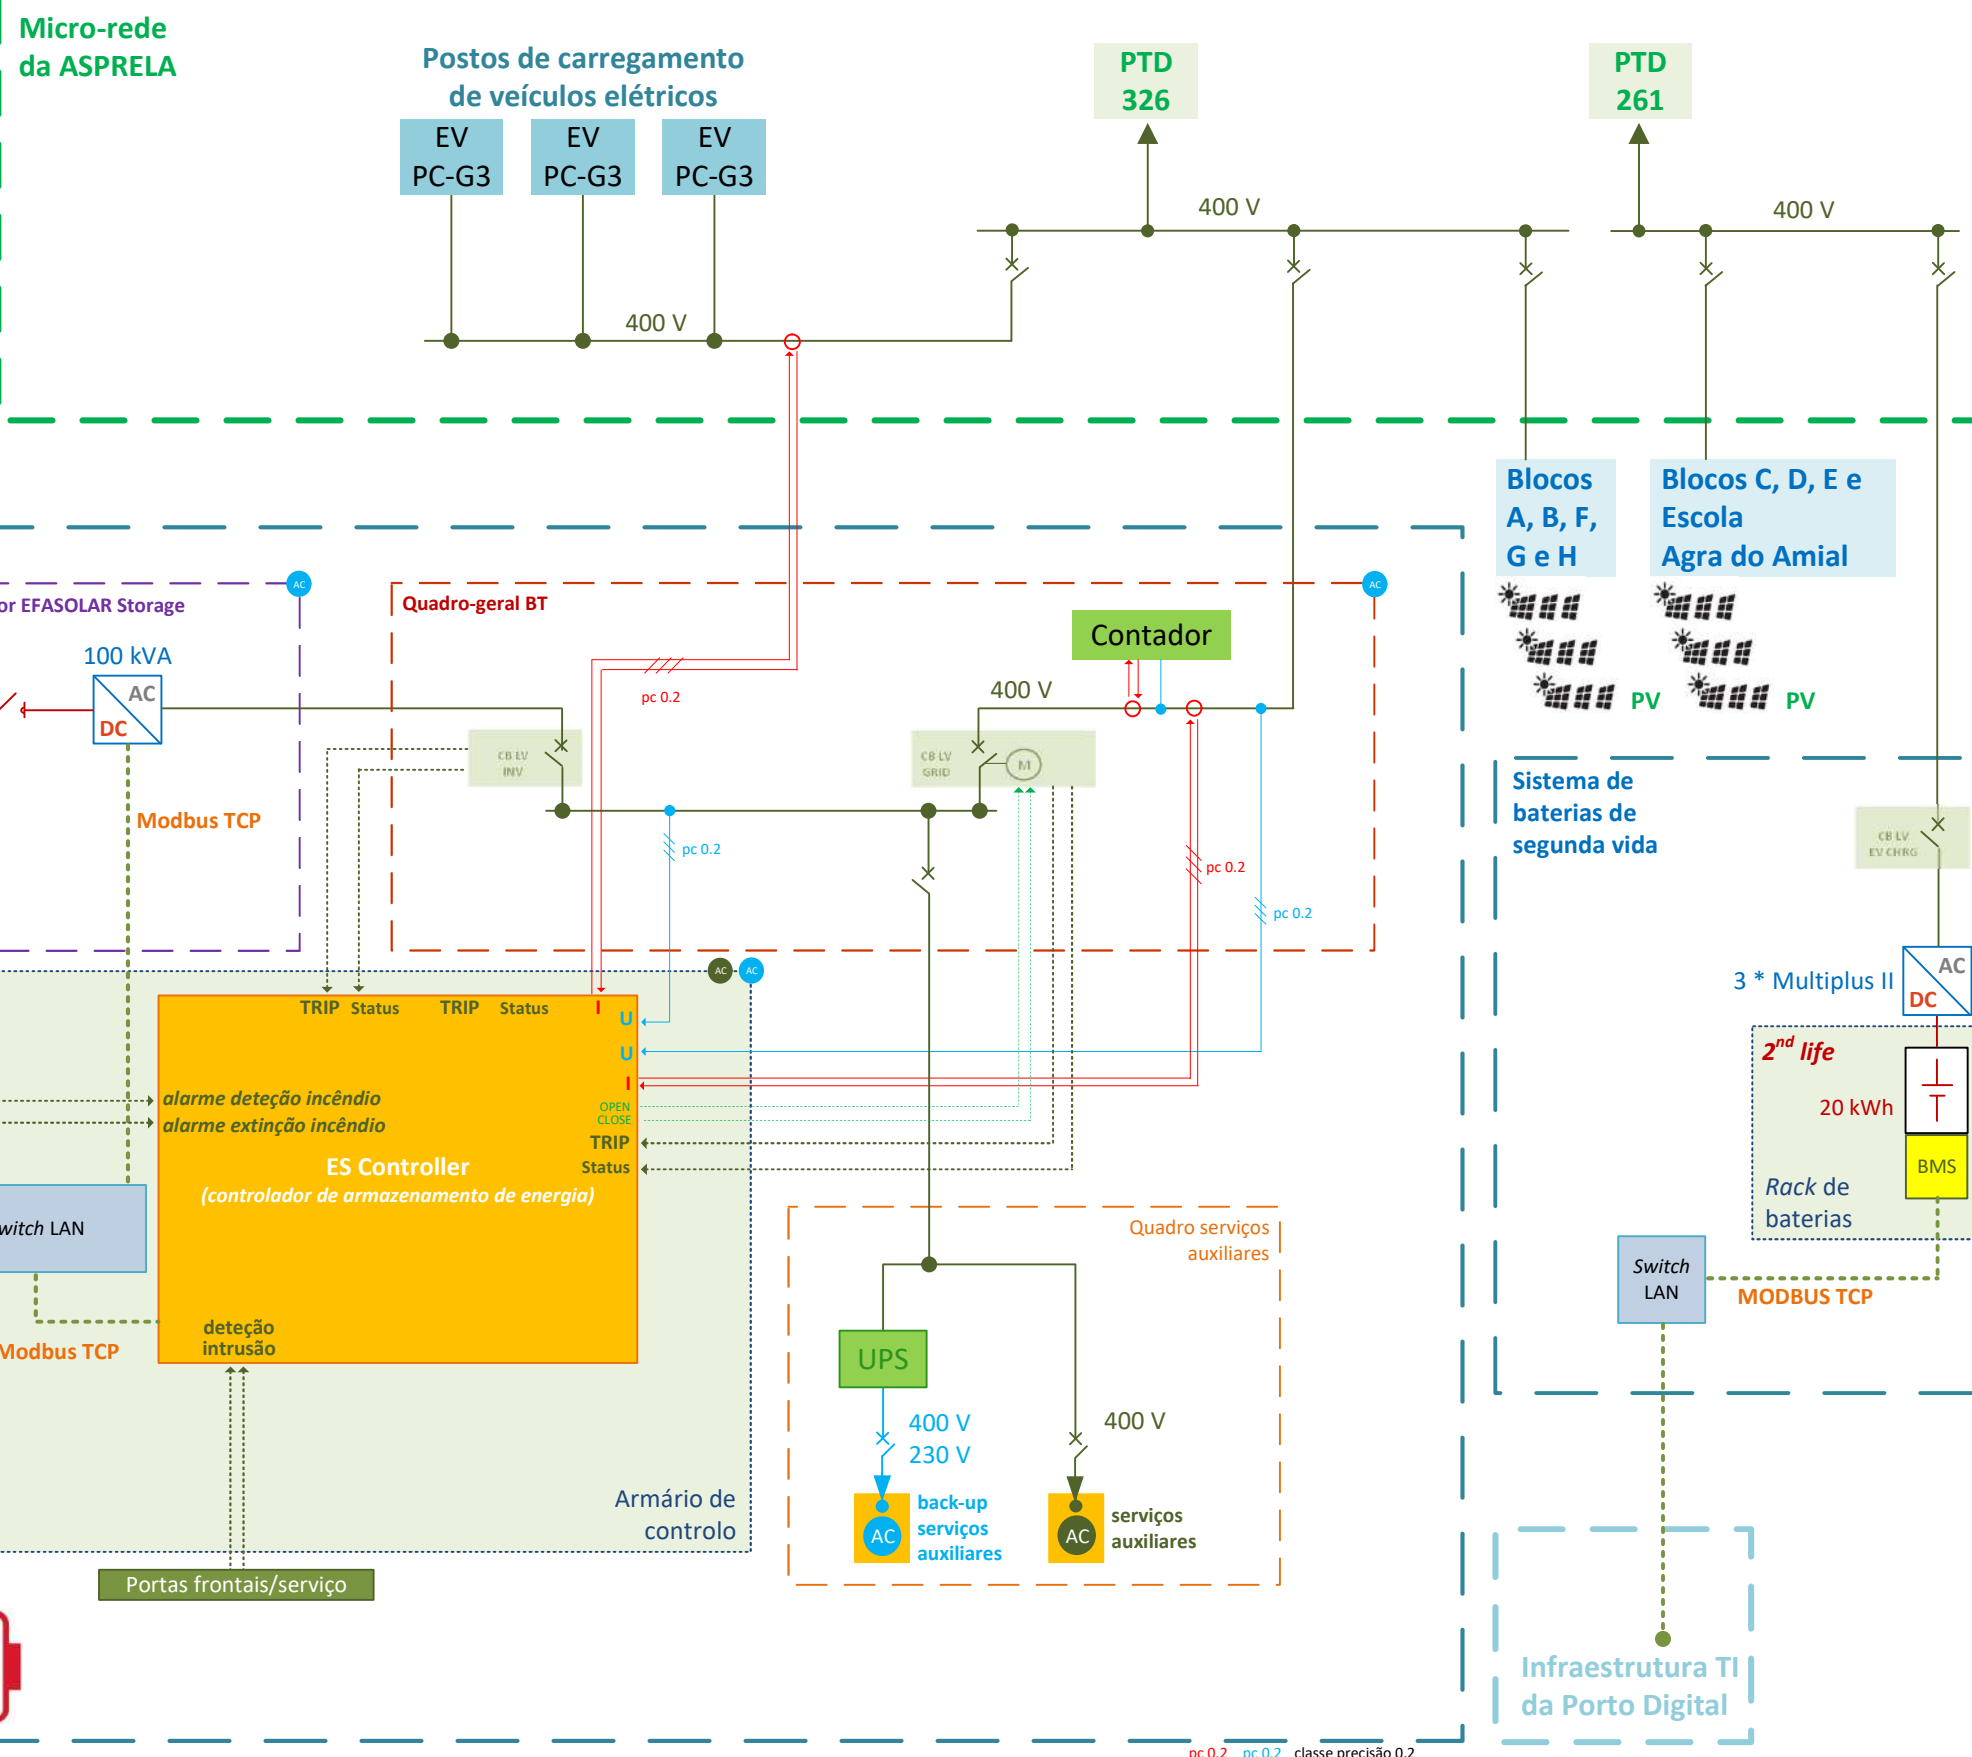 Micro-rede
da ASPRELA
Postos de carregamento
de veículos elétricos
EV
PC-G3
EV
PC-G3
EV
PC-G3
PTD
326
PTD
261
400 V
400 V
400 V
Blocos
A, B, F,
G e H
Blocos C, D, E e
Escola
Agra do Amial
PV
PV
AC
or EFASOLAR Storage
100 kVA
AC
DC
Modbus TCP
Quadro-geral BT
AC
Contador
400 V
pc 0.2
CB LV
INV
CB LV
GRID
M
pc 0.2
pc 0.2
pc 0.2
Sistema de
baterias de
segunda vida
CB LV
EV CHRG
3 * Multiplus II
AC
DC
2nd life
20 kWh
BMS
Rack de
baterias
Switch
LAN
MODBUS TCP
AC
AC
TRIP
Status
TRIP
Status
I
U
U
I
OPEN
CLOSE
TRIP
Status
alarme deteção incêndio
alarme extinção incêndio
ES Controller
(controlador de armazenamento de energia)
deteção
intrusão
witch LAN
Modbus TCP
Armário de
controlo
Portas frontais/serviço
Quadro serviços
auxiliares
UPS
400 V
230 V
400 V
AC
back-up
serviços
auxiliares
AC
serviços
auxiliares
Infraestrutura TI
da Porto Digital
pc 0.2 pc 0.2 classe precisão 0.2